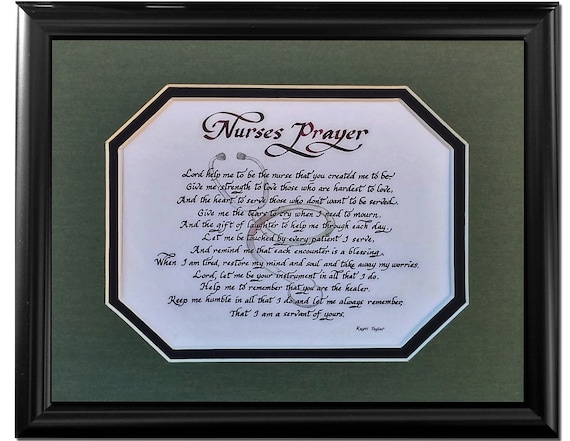 Nurses Prayer
Lord help me to be the nurse that you created me to be.
Give me strength to love those who are hardest to love,
And the heart to serve those who don't want to be served.
Give me the tears to cry when I need to mourn,
And the gift of laughter to help me through each day.
Let me be touched by every patient I serve,
And remind me that each encounter is a blessing.
When I am tired, restore my mind and soul and take away my worries.
Lord, let me be your instrument in all that I do.
Help me to remember that you are the healer.
Keep me humble in all that I do and let me always remember,
That I am a servant of yours.
Taylor